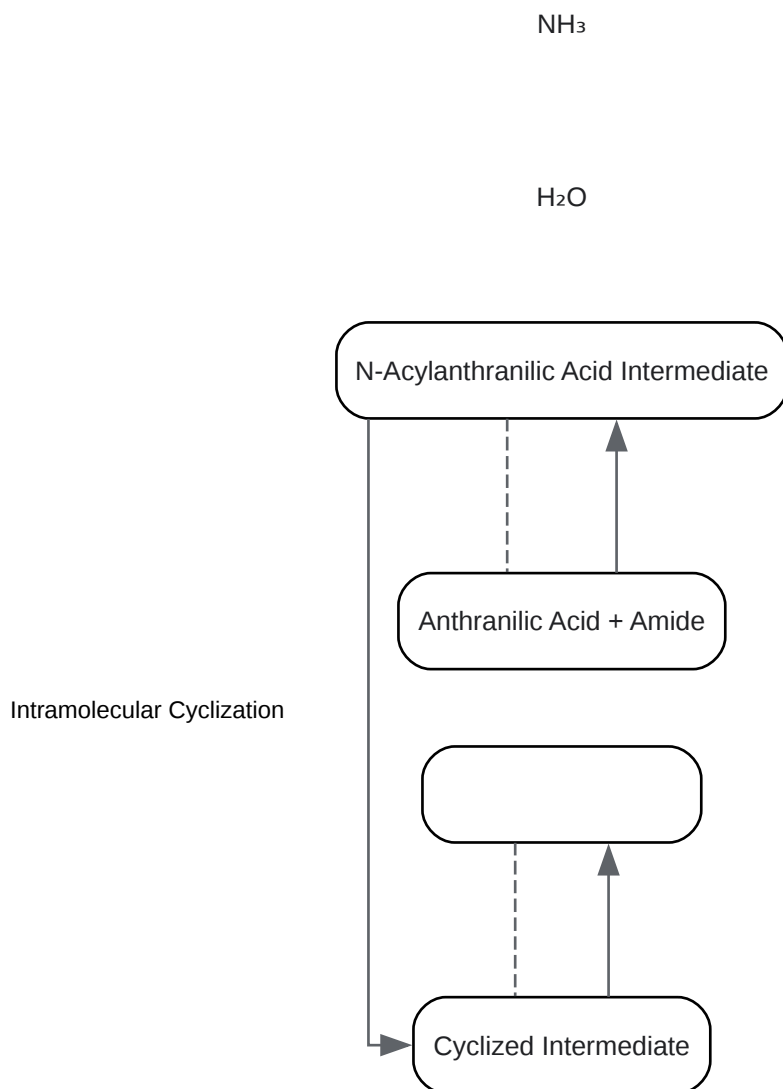 NH₃
H₂O
N-Acylanthranilic Acid Intermediate
Anthranilic Acid + Amide
Intramolecular Cyclization
Cyclized Intermediate